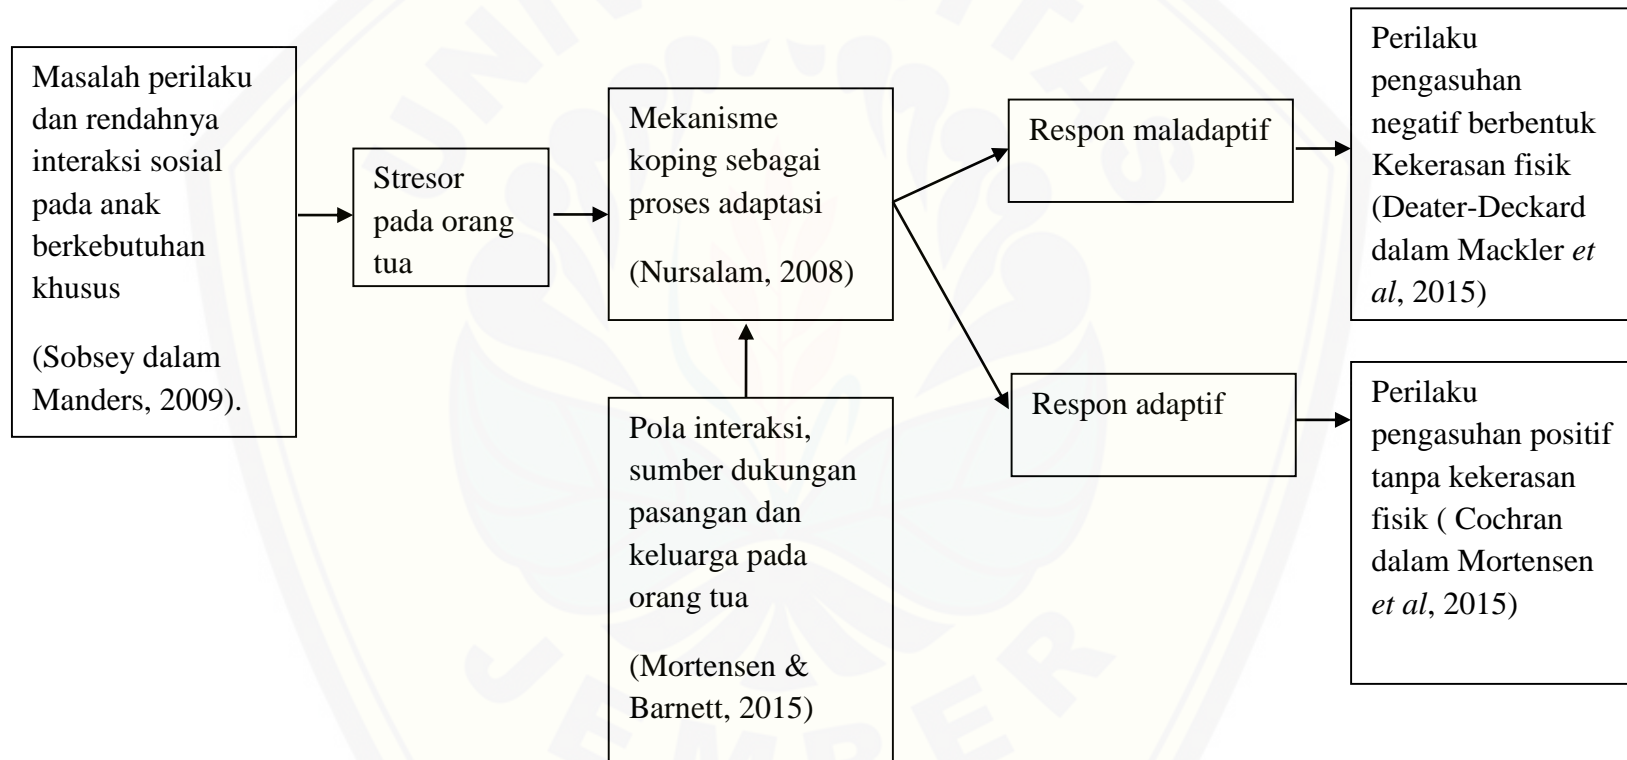 Masalah perilaku
dan rendahnya
interaksi sosial
pada anak
berkebutuhan
khusus
(Sobsey dalam
Manders, 2009).
Stresor
pada orang
tua
Mekanisme
koping sebagai
proses adaptasi
(Nursalam, 2008)
Pola interaksi,
sumber dukungan
pasangan dan
keluarga pada
orang tua
(Mortensen &
Barnett, 2015)
Respon maladaptif
Respon adaptif
Perilaku
pengasuhan
negatif berbentuk
Kekerasan fisik
(Deater-Deckard
dalam Mackler et
al, 2015)
Perilaku
pengasuhan positif
tanpa kekerasan
fisik ( Cochran
dalam Mortensen
et al, 2015)
UNIVERSITAS
JEMBER